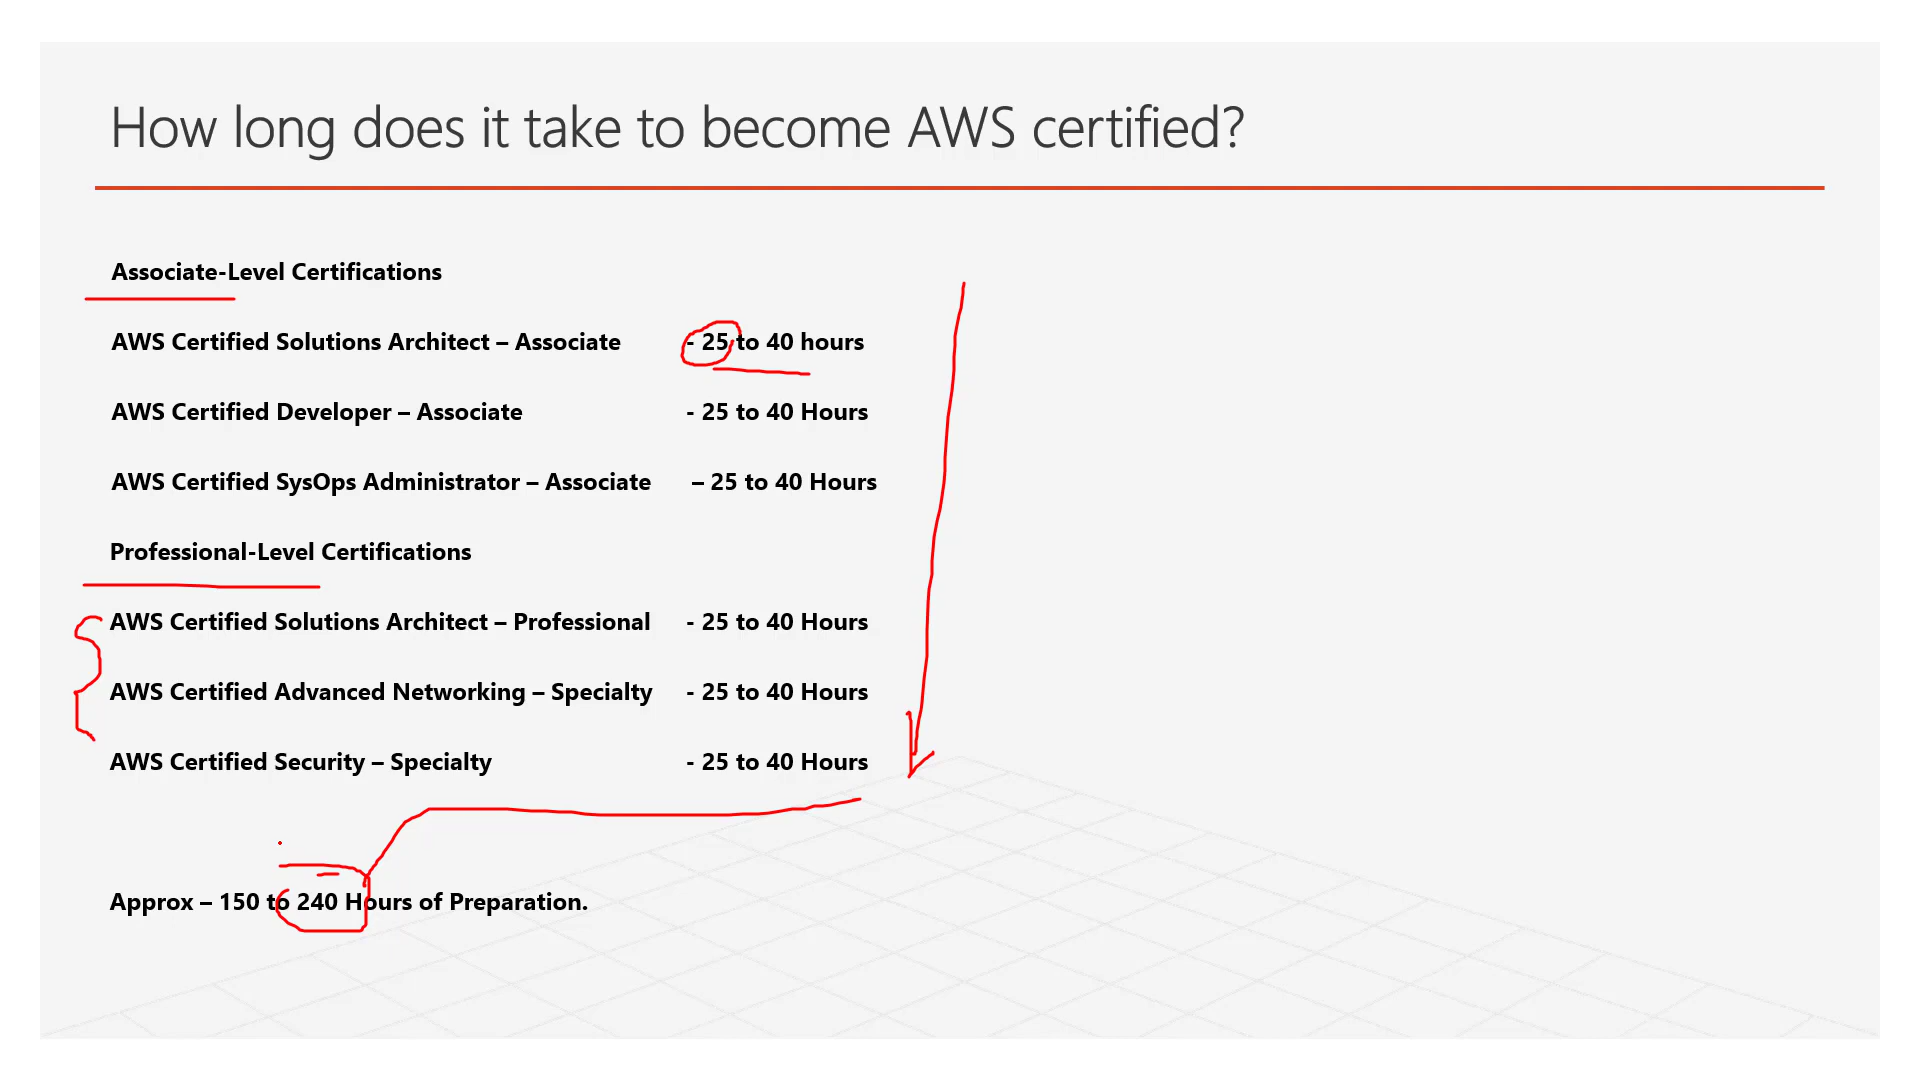 How long does it take to become AWS certified?
Associate-Level Certifications
AWS Certified Solutions Architect – Associate - 25 to 40 hours
AWS Certified Developer – Associate - 25 to 40 Hours
AWS Certified SysOps Administrator – Associate – 25 to 40 Hours
Professional-Level Certifications
AWS Certified Solutions Architect – Professional - 25 to 40 Hours
AWS Certified Advanced Networking – Specialty - 25 to 40 Hours
AWS Certified Security – Specialty - 25 to 40 Hours
Approx – 150 to 240 Hours of Preparation.